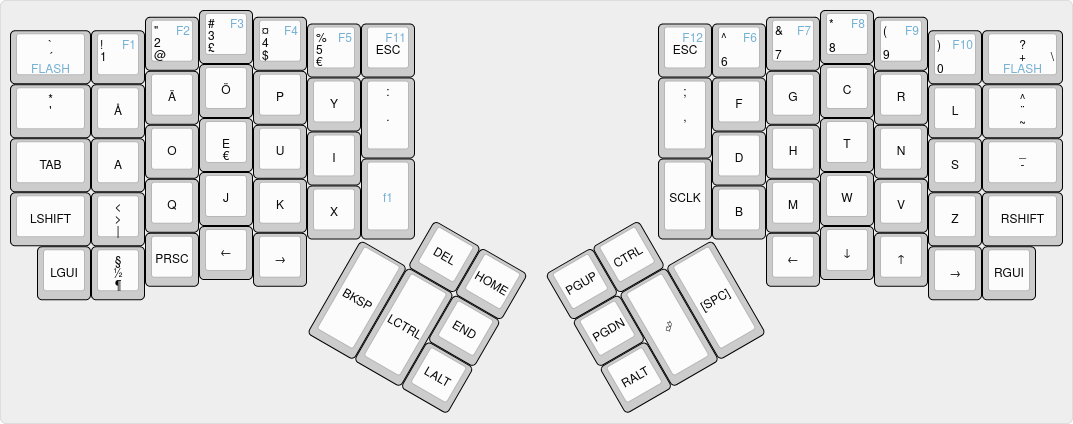 `
´
FLASH
!
1
F1
"
2
@
F2
#
3
£
F3
¤
4
$
F4
%
5
€
F5
F11
ESC
*
'
Å
Ä
Ö
P
Y
:
.
TAB
A
O
E
€
U
I
f1
LSHIFT
<
>
|
Q
J
K
X
LGUI
§
½
¶
PRSC
←
→
BKSP
LCTRL
DEL
HOME
END
LALT
F12
ESC
^
6
F6
&
7
F7
*
8
F8
(
9
F9
)
0
F10
?
+
\
FLASH
;
,
F
G
C
R
L
^
¨
~
D
H
T
N
S
_
-
SCLK
B
M
W
V
Z
RSHIFT
←
↓
↑
→
RGUI
PGUP
CTRL
PGDN
RALT
[SPC]